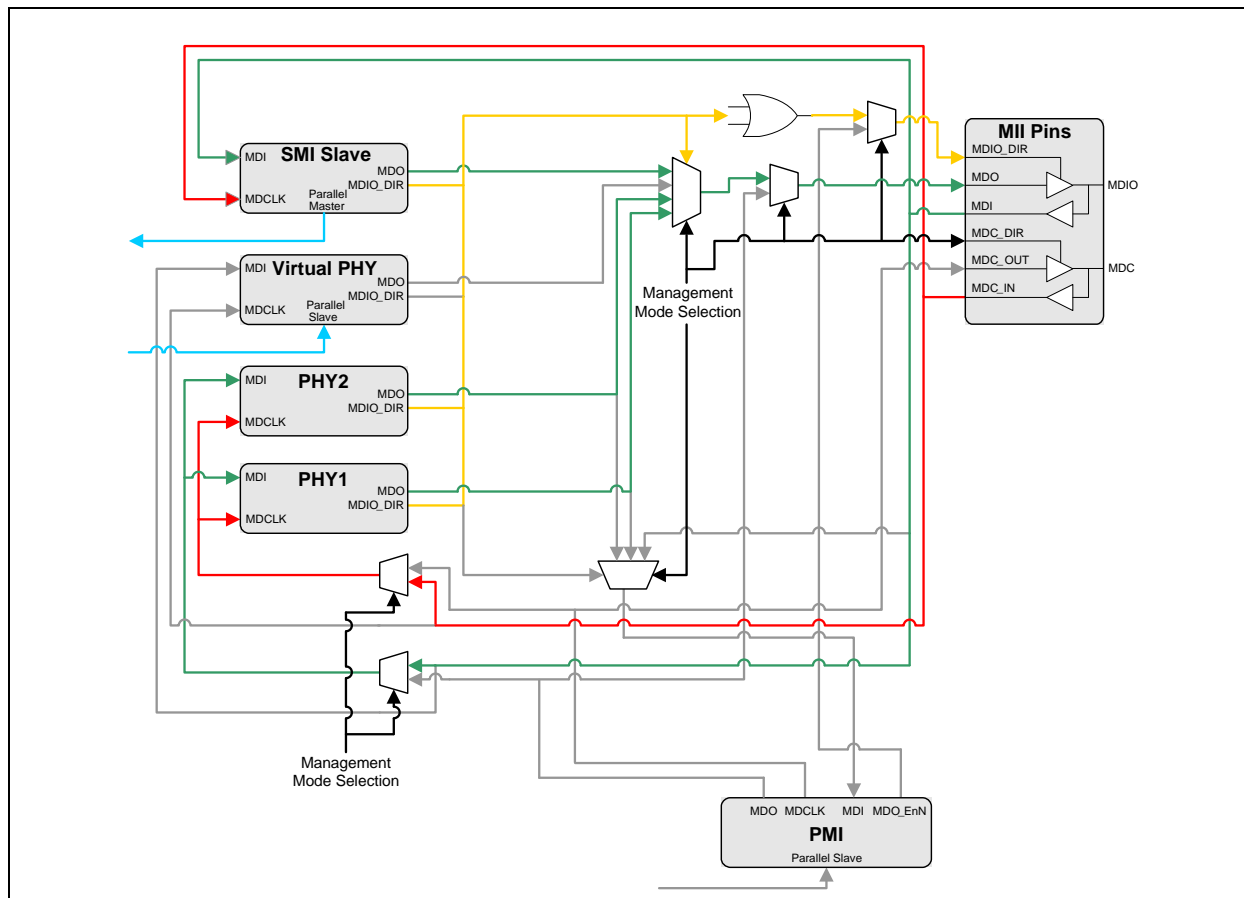 SMI Slave
MDI
MDO
MDIO_DIR
MDCLK
Parallel
Master
Virtual PHY
MDI
MDO
MDIO_DIR
MDCLK
Parallel
Slave
PHY2
MDI
MDO
MDIO_DIR
MDCLK
PHY1
MDI
MDO
MDIO_DIR
MDCLK
Management
Mode Selection
MII Pins
MDIO_DIR
MDO
MDIO
MDI
MDC_DIR
MDC_OUT
MDC
MDC_IN
Management
Mode Selection
MDO
MDCLK
MDI
MDO_EnN
PMI
Parallel Slave